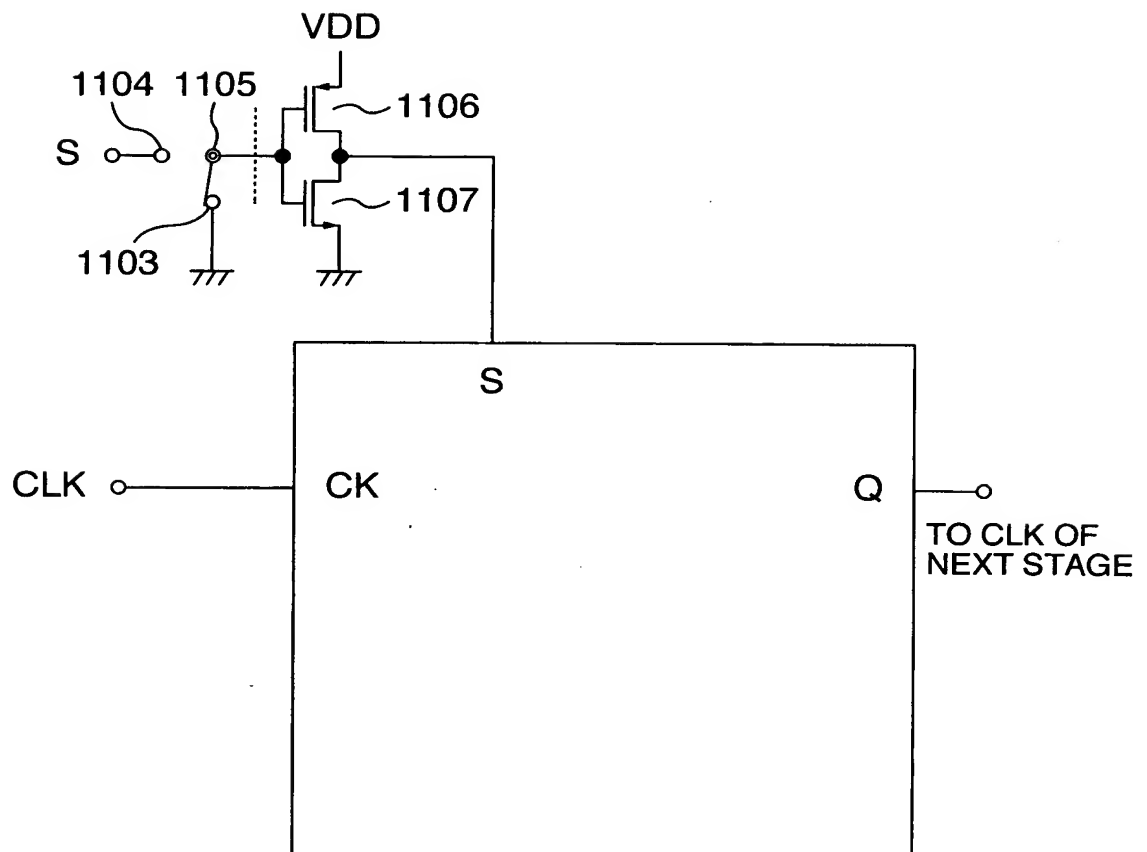 VDD
1104 1105
1106
S
1107
1103
S
CLK CK Q
TO CLK OF
NEXT STAGE